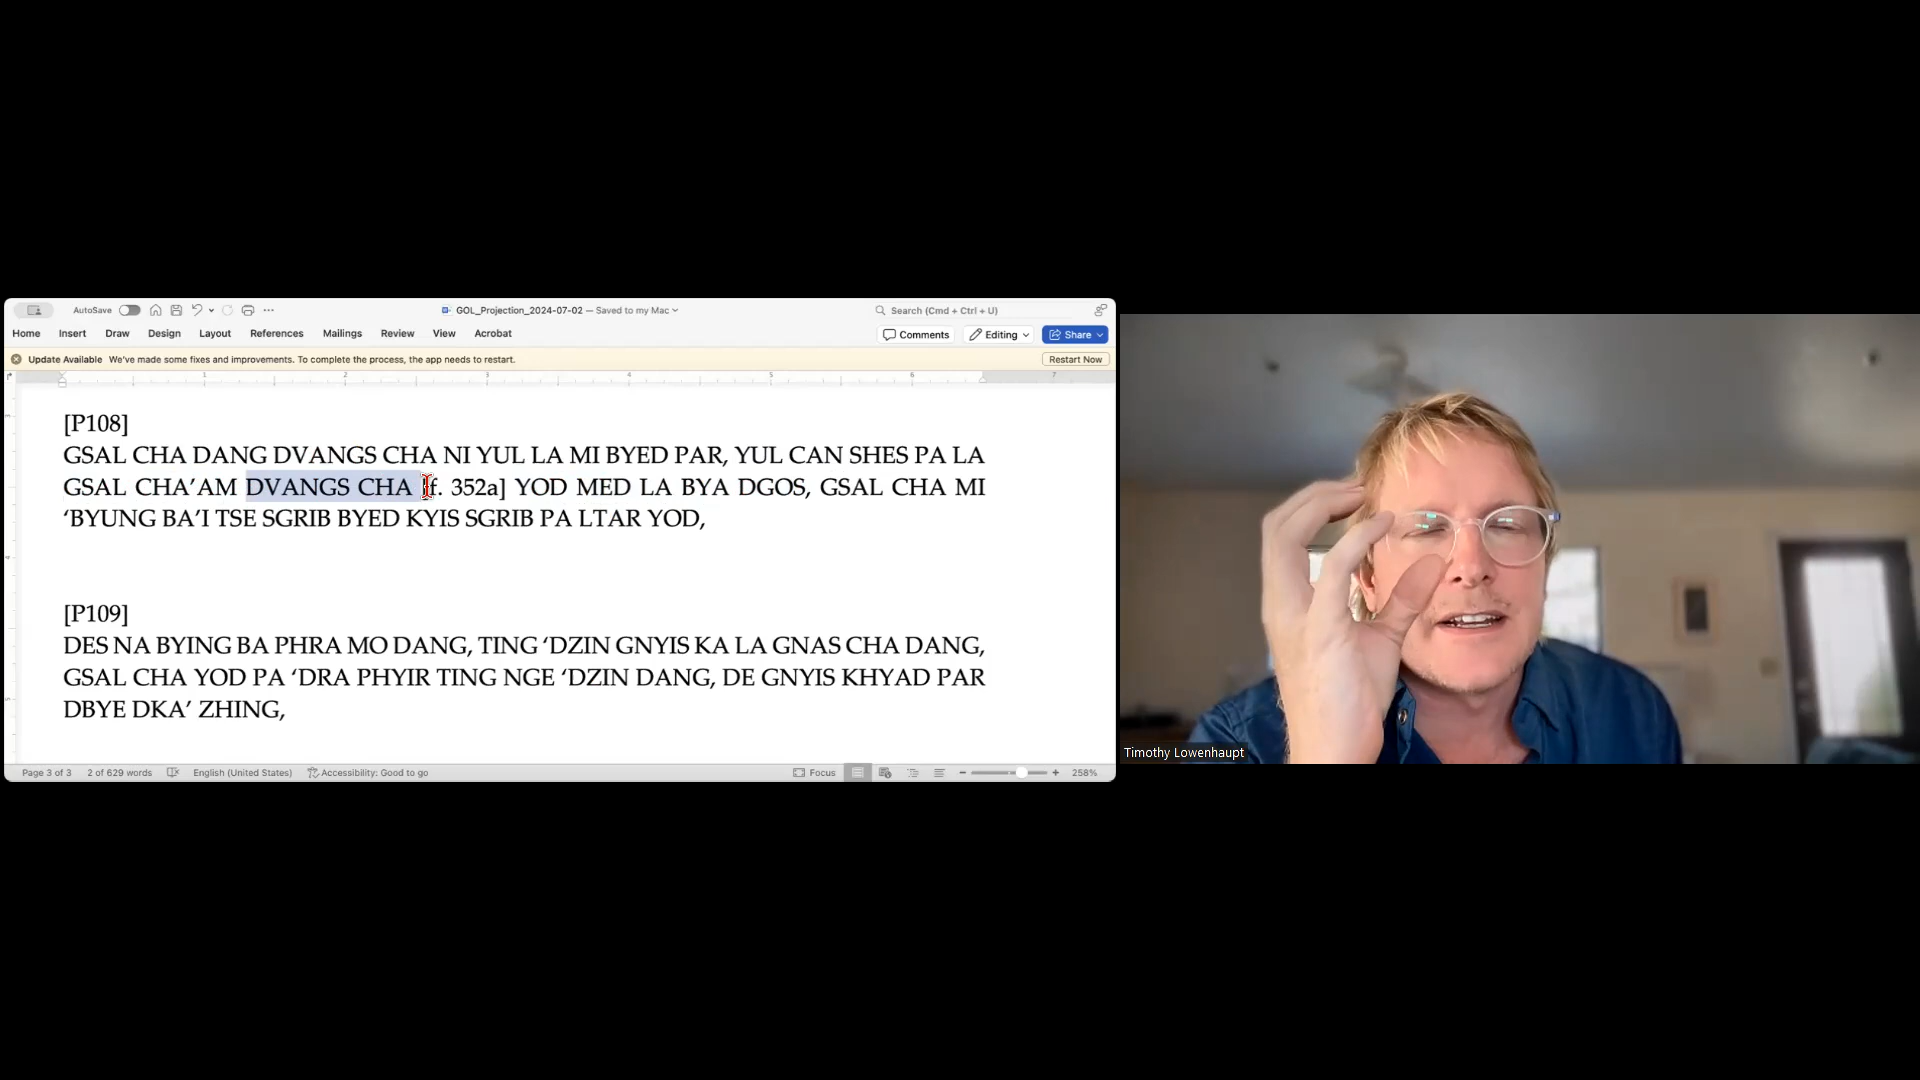 AutoSave
GOL_Projection_2024-07-02 — Saved to my Mac
Search (Cmd + Ctrl + U)
Home Insert Draw Design Layout References Mailings Review View Acrobat
Comments Editing Share
Update Available We've made some fixes and improvements. To complete the process, the app needs to restart. Restart Now
1 2 3 4 5 6 7
[P108]
GSAL CHA DANG DVANGS CHA NI YUL LA MI BYED PAR, YUL CAN SHES PA LA
GSAL CHA’AM DVANGS CHA [f. 352a] YOD MED LA BYA DGOS, GSAL CHA MI
‘BYUNG BA’I TSE SGRIB BYED KYIS SGRIB PA LTAR YOD,
[P109]
DES NA BYING BA PHRA MO DANG, TING ‘DZIN GNYIS KA LA GNAS CHA DANG,
GSAL CHA YOD PA ‘DRA PHYIR TING NGE ‘DZIN DANG, DE GNYIS KHYAD PAR
DBYE DKA’ ZHING,
Page 3 of 3 2 of 629 words English (United States) Accessibility: Good to go Focus 258%
Timothy Lowenhaupt